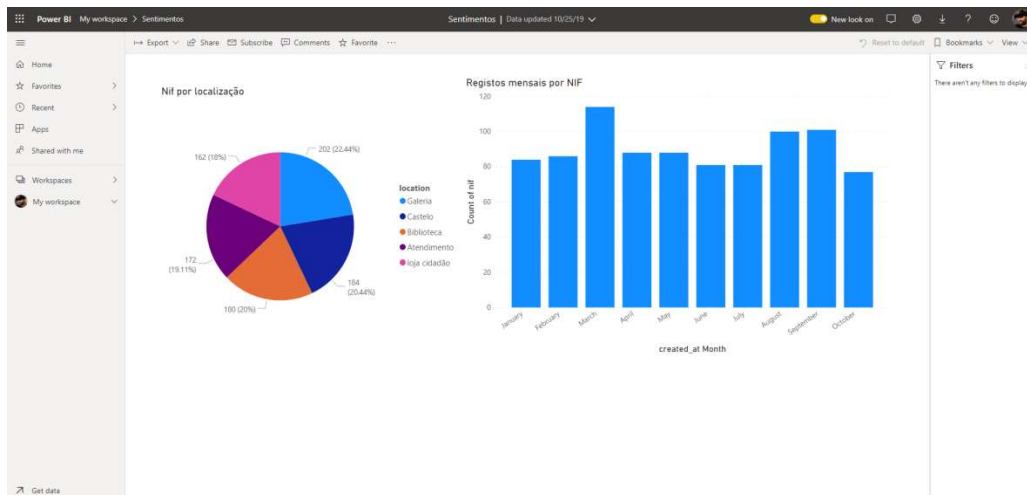 Power BI My workspace > Sentimentos
Sentimentos | Data updated 10/25/19
New look on
Export Share Subscribe Comments Favorite ...
Reset to default Bookmarks View
Home
Favorites
Recent
Apps
Shared with me
Workspaces
My workspace
Get data
Nif por localização
202 (22,44%)
184
(20,44%)
180 (20%)
172
(19,11%)
162 (18%)
location
Galeria
Castelo
Biblioteca
Atendimento
loja cidadão
Registos mensais por NIF
Count of nif
120
100
80
60
40
20
0
January
February
March
April
May
June
July
August
September
October
created_at Month
Filters
There aren't any filters to display